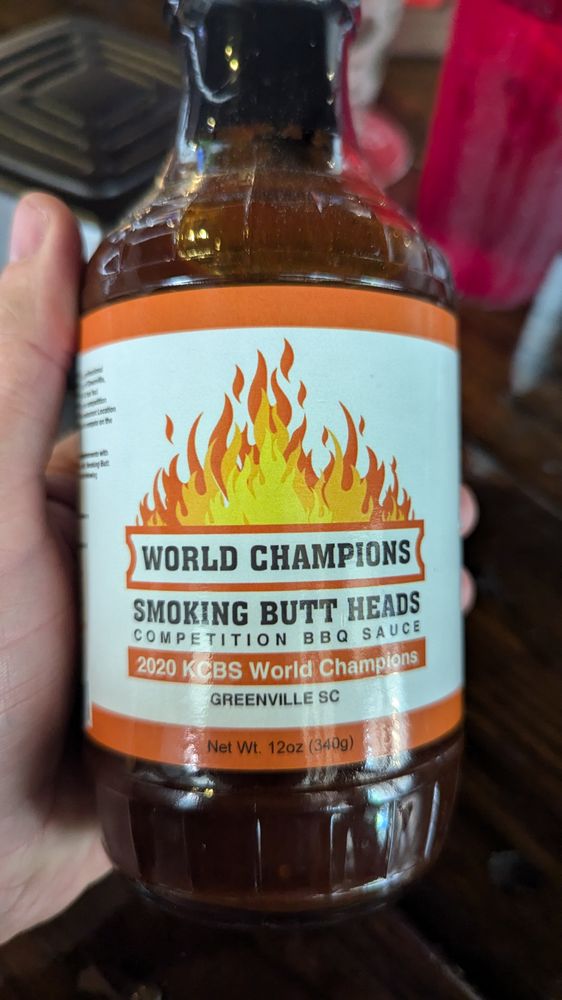 WORLD CHAMPIONS
SMOKING BUTT HEADS
COMPETITION BBQ SAUCE
2020 KCBS World Champions
GREENVILLE SC
Net Wt. 12oz (340g)